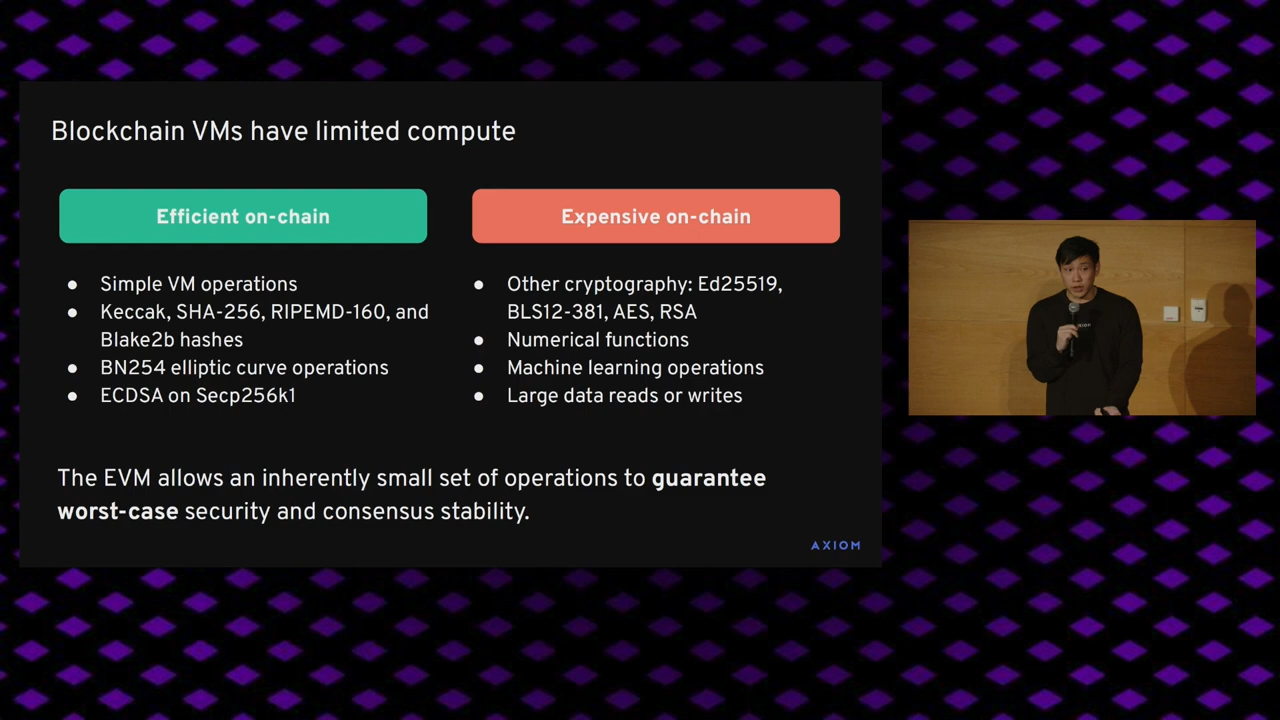 Blockchain VMs have limited compute
Efficient on-chain
● Simple VM operations
● Keccak, SHA-256, RIPEMD-160, and
Blake2b hashes
● BN254 elliptic curve operations
● ECDSA on Secp256k1
Expensive on-chain
● Other cryptography: Ed25519,
BLS12-381, AES, RSA
● Numerical functions
● Machine learning operations
● Large data reads or writes
The EVM allows an inherently small set of operations to guarantee
worst-case security and consensus stability.
AXIOM